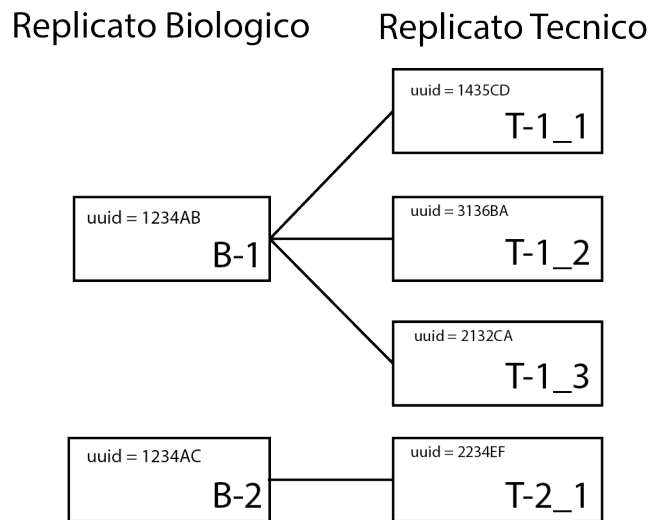 Replicato Biologico
Replicato Tecnico
uuid = 1435CD
T-1_1
uuid = 1234AB
B-1
uuid = 3136BA
T-1_2
uuid = 2132CA
T-1_3
uuid = 1234AC
B-2
uuid = 2234EF
T-2_1